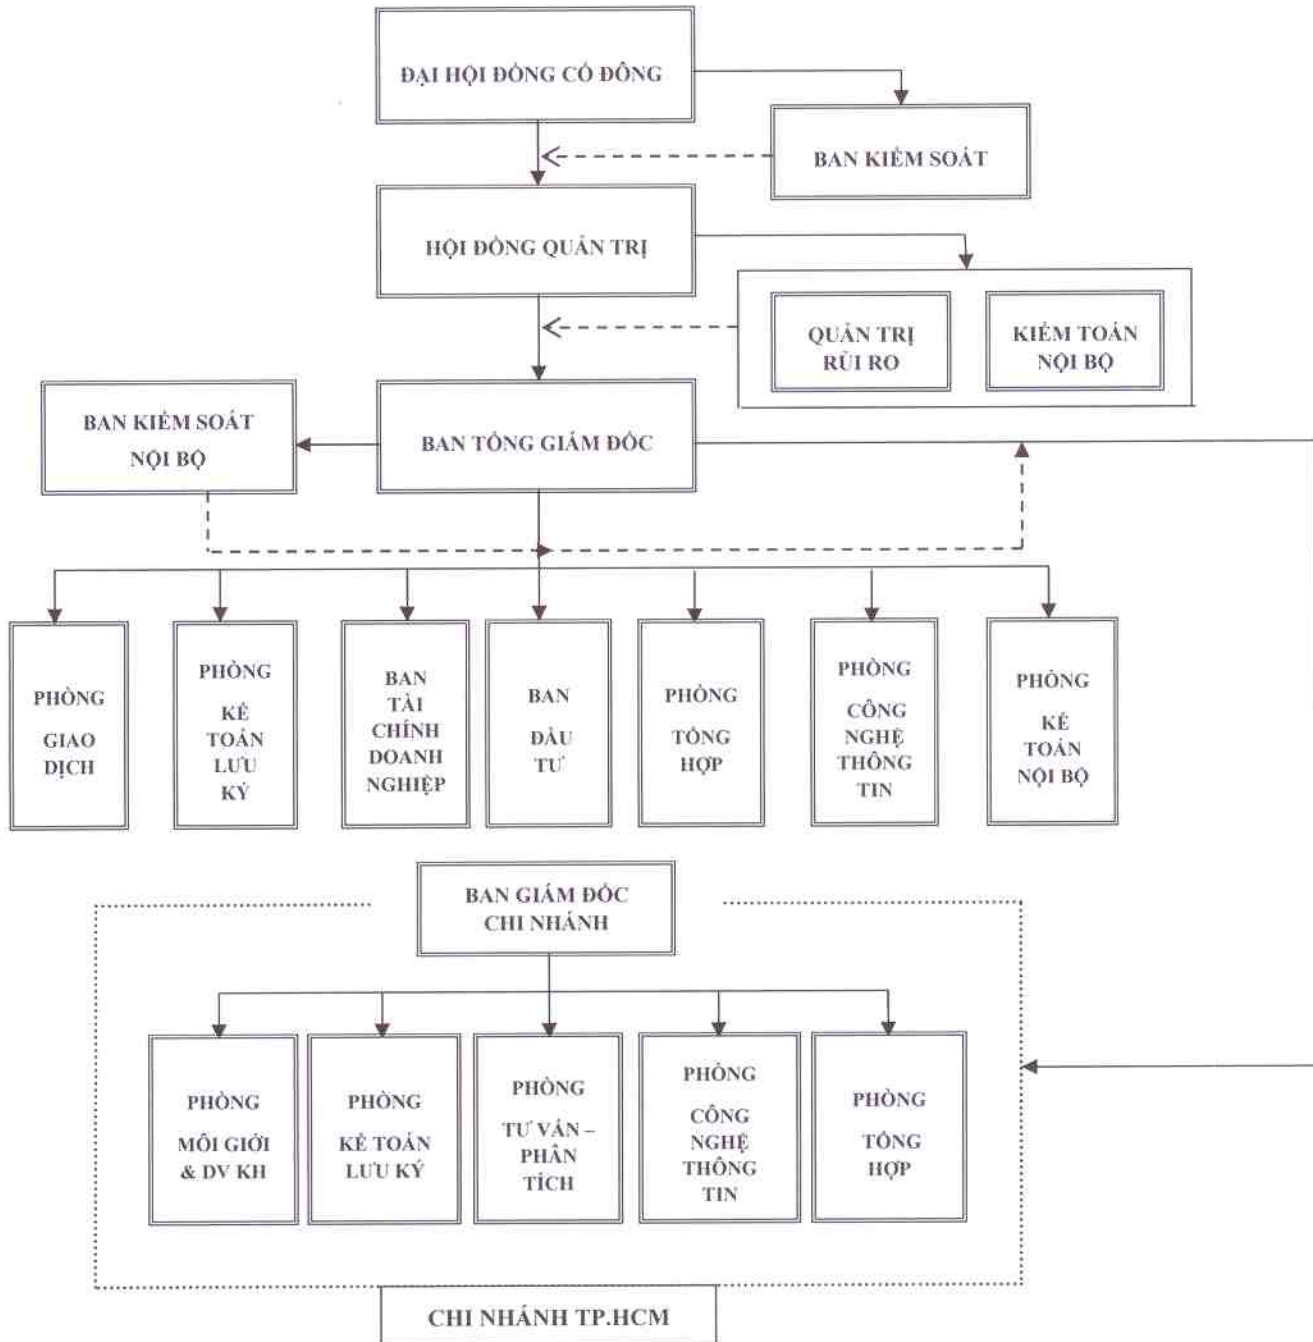 ĐẠI HỘI ĐỒNG CỔ ĐÔNG
BAN KIỂM SOÁT
HỘI ĐỒNG QUẢN TRỊ
QUẢN TRỊ
RỦI RO
KIỂM TOÁN
NỘI BỘ
BAN KIỂM SOÁT
NỘI BỘ
BAN TỔNG GIÁM ĐỐC
PHÒNG
GIAO
DỊCH
PHÒNG
KẾ
TOÁN
LƯU
KÝ
BAN
TÀI
CHÍNH
DOANH
NGHIỆP
BAN
ĐẦU
TƯ
PHÒNG
TỔNG
HỢP
PHÒNG
CÔNG
NGHỆ
THÔNG
TIN
PHÒNG
KẾ
TOÁN
NỘI BỘ
BAN GIÁM ĐỐC
CHI NHÁNH
PHÒNG
MÔI GIỚI
& DV KH
PHÒNG
KẾ TOÁN
LƯU KÝ
PHÒNG
TƯ VẤN –
PHÂN
TÍCH
PHÒNG
CÔNG
NGHỆ
THÔNG
TIN
PHÒNG
TỔNG
HỢP
CHI NHÁNH TP.HCM